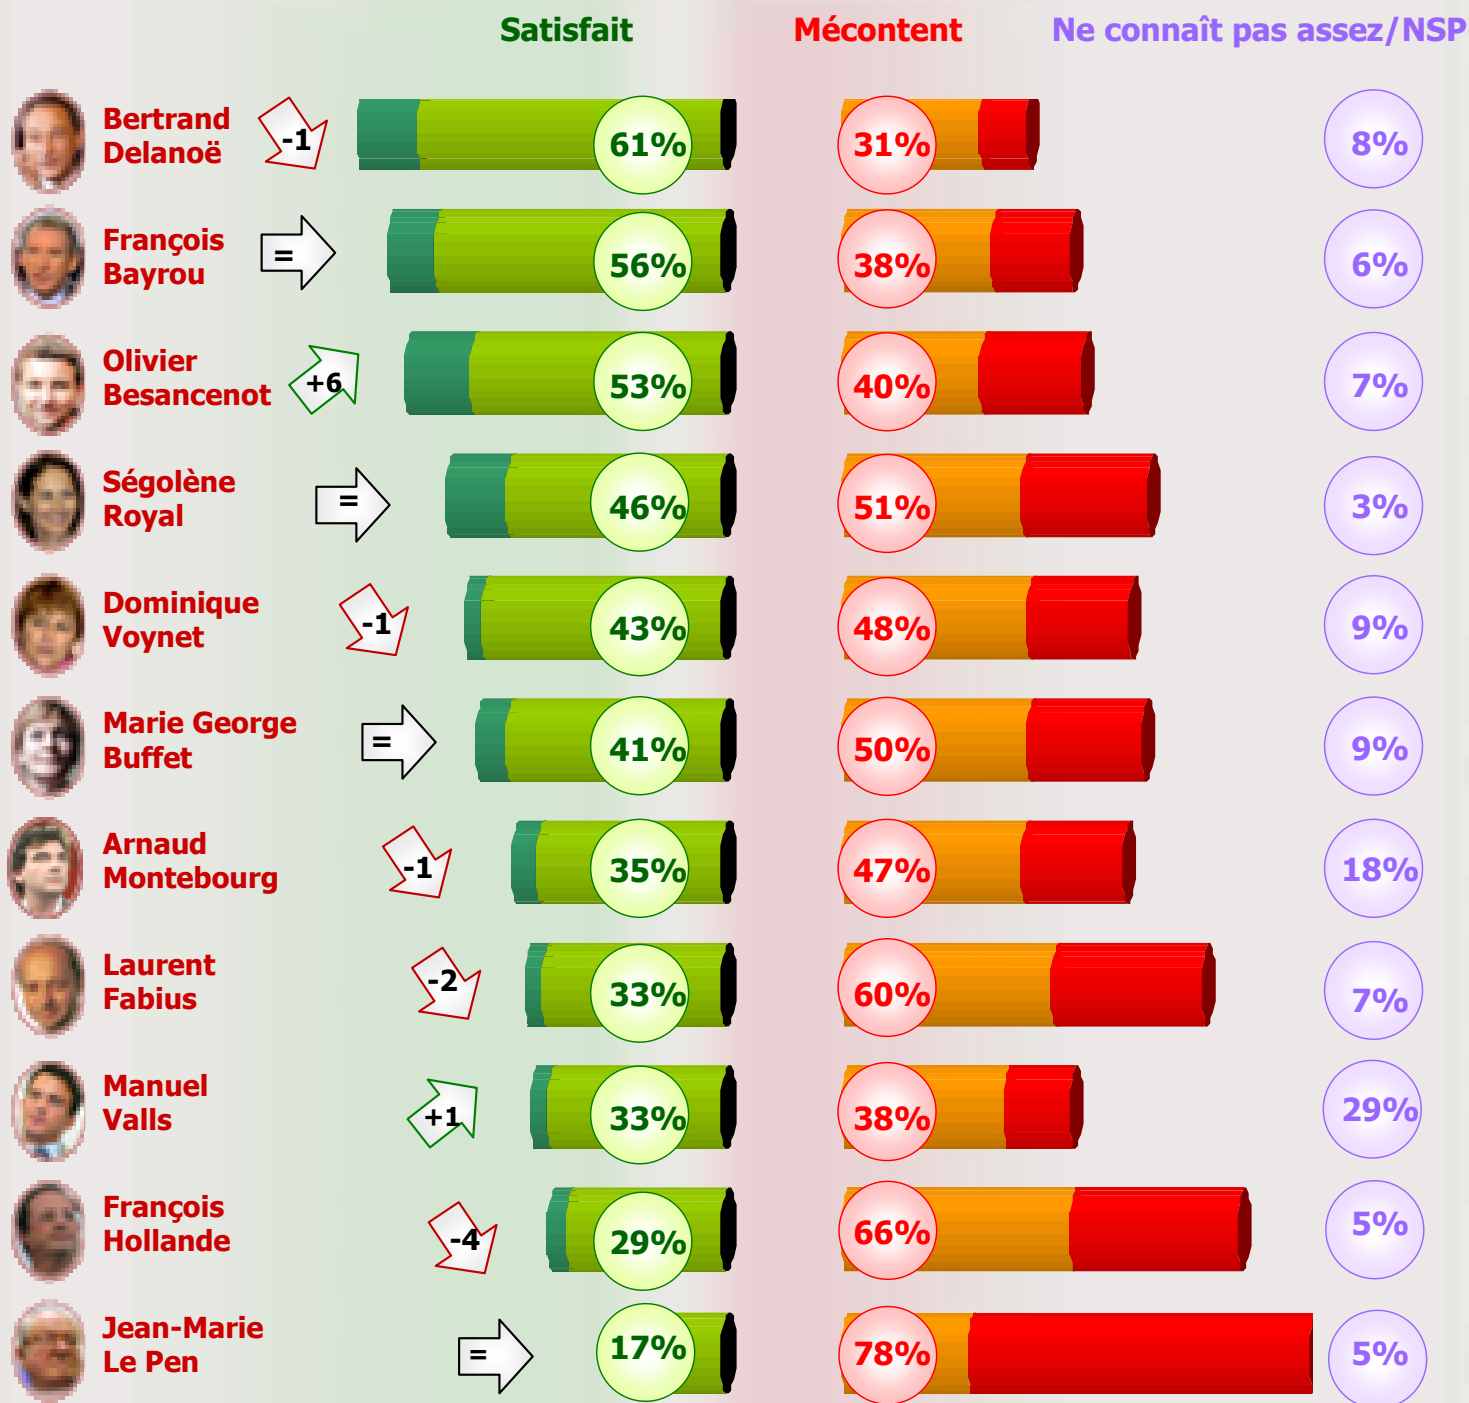 Satisfait Mécontent Ne connaît pas assez/NSP
Bertrand
Delanoë -1 61% 31% 8%
François
Bayrou = 56% 38% 6%
Olivier
Besancenot +6 53% 40% 7%
Ségolène
Royal = 46% 51% 3%
Dominique
Voynet -1 43% 48% 9%
Marie George
Buffet = 41% 50% 9%
Arnaud
Montebourg -1 35% 47% 18%
Laurent
Fabius -2 33% 60% 7%
Manuel
Valls +1 33% 38% 29%
François
Hollande -4 29% 66% 5%
Jean-Marie
Le Pen = 17% 78% 5%